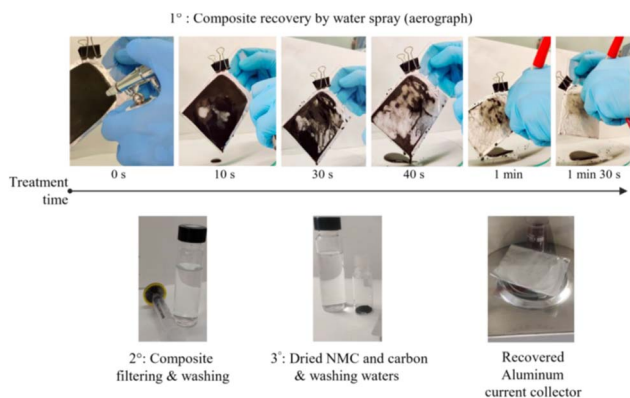 1° : Composite recovery by water spray (aerograph)
0 s
10 s
30 s
40 s
1 min
1 min 30 s
Treatment
time
2°: Composite
filtering & washing
3°: Dried NMC and carbon
& washing waters
Recovered
Aluminum
current collector